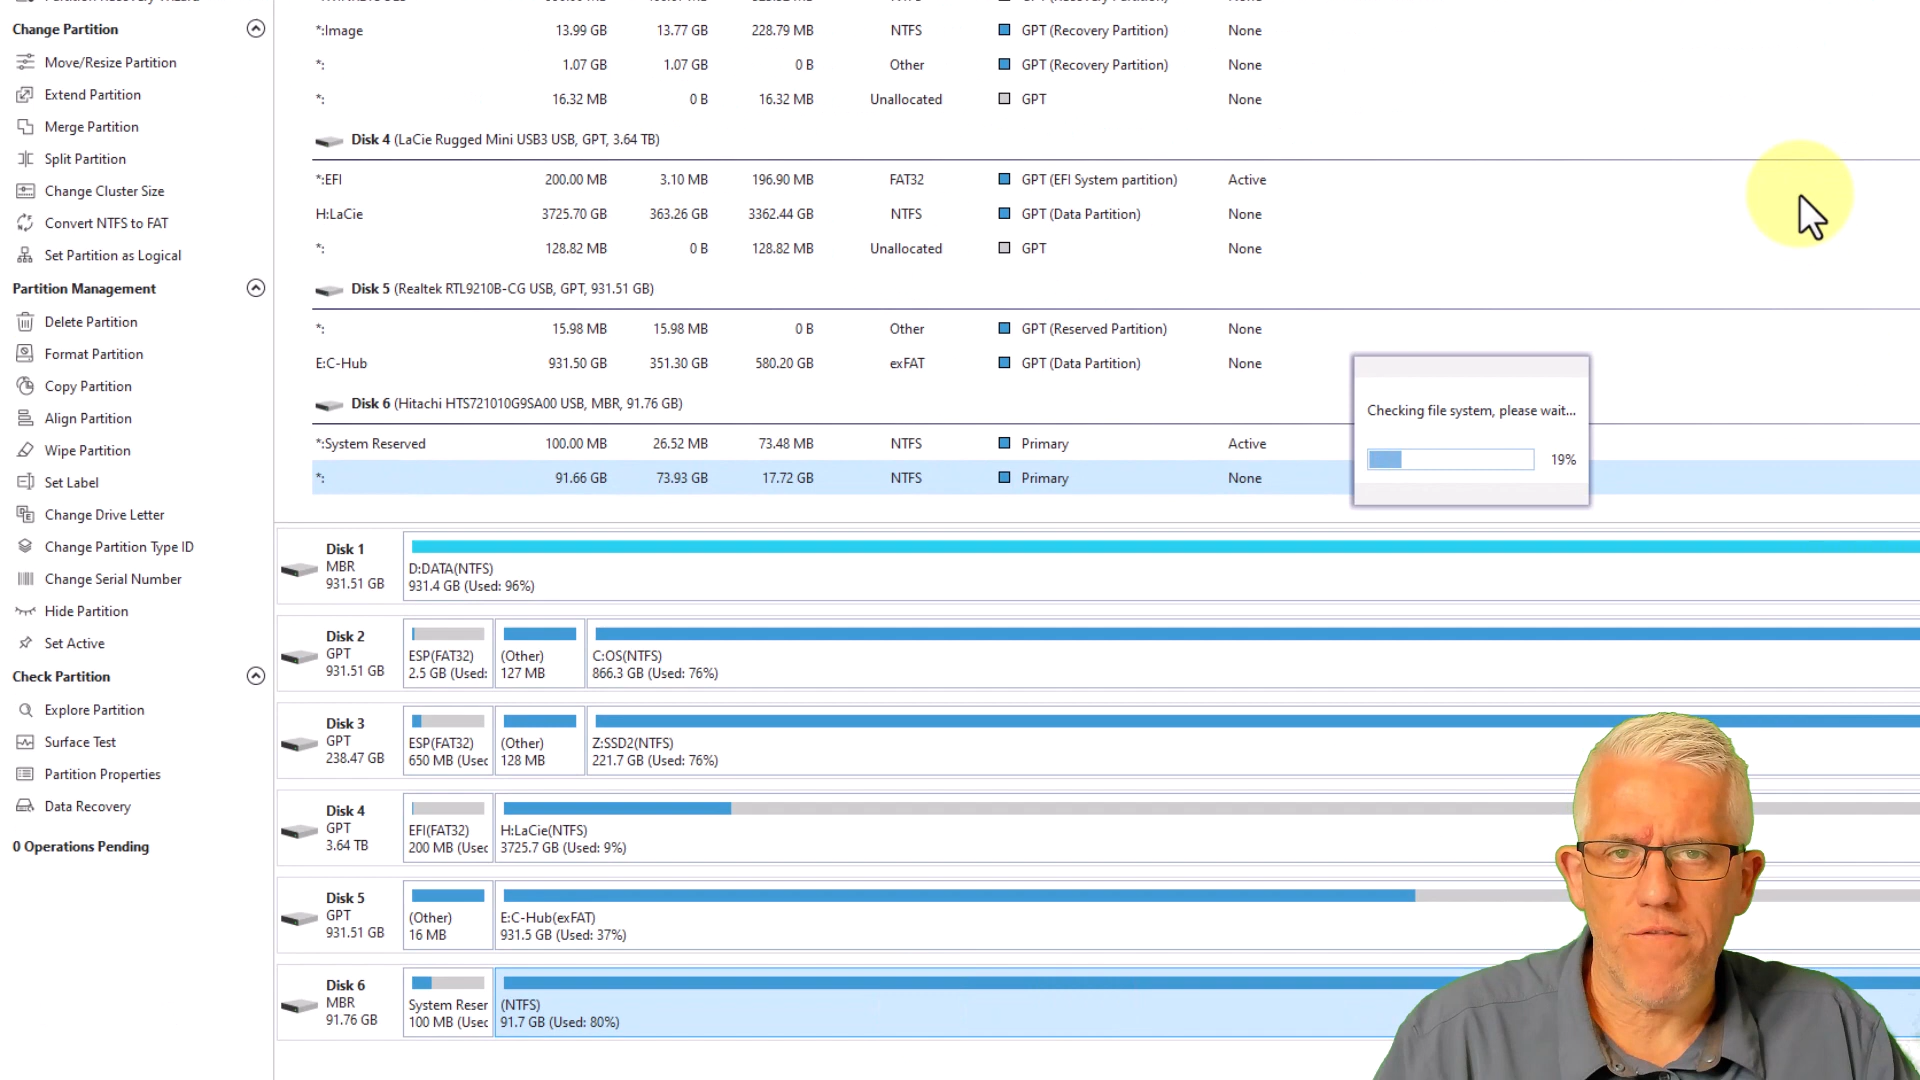 Change Partition
Move/Resize Partition
Extend Partition
Merge Partition
Split Partition
Change Cluster Size
Convert NTFS to FAT
Set Partition as Logical
Partition Management
Delete Partition
Format Partition
Copy Partition
Align Partition
Wipe Partition
Set Label
Change Drive Letter
Change Partition Type ID
Change Serial Number
Hide Partition
Set Active
Check Partition
Explore Partition
Surface Test
Partition Properties
Data Recovery
0 Operations Pending
*:Image 13.99 GB 13.77 GB 228.79 MB NTFS GPT (Recovery Partition) None
*: 1.07 GB 1.07 GB 0 B Other GPT (Recovery Partition) None
*: 16.32 MB 0 B 16.32 MB Unallocated GPT None
Disk 4 (LaCie Rugged Mini USB3 USB, GPT, 3.64 TB)
*:EFI 200.00 MB 3.10 MB 196.90 MB FAT32 GPT (EFI System partition) Active
H:LaCie 3725.70 GB 363.26 GB 3362.44 GB NTFS GPT (Data Partition) None
*: 128.82 MB 0 B 128.82 MB Unallocated GPT None
Disk 5 (Realtek RTL9210B-CG USB, GPT, 931.51 GB)
*: 15.98 MB 15.98 MB 0 B Other GPT (Reserved Partition) None
E:C-Hub 931.50 GB 351.30 GB 580.20 GB exFAT GPT (Data Partition) None
Disk 6 (Hitachi HTS721010G9SA00 USB, MBR, 91.76 GB)
*:System Reserved 100.00 MB 26.52 MB 73.48 MB NTFS Primary Active
*: 91.66 GB 73.93 GB 17.72 GB NTFS Primary None
Checking file system, please wait...
19%
Disk 1
MBR
931.51 GB
D:DATA(NTFS)
931.4 GB (Used: 96%)
Disk 2
GPT
931.51 GB
ESP(FAT32)
2.5 GB (Used:
(Other)
127 MB
C:OS(NTFS)
866.3 GB (Used: 76%)
Disk 3
GPT
238.47 GB
ESP(FAT32)
650 MB (Usec
(Other)
128 MB
Z:SSD2(NTFS)
221.7 GB (Used: 76%)
Disk 4
GPT
3.64 TB
EFI(FAT32)
200 MB (Usec
H:LaCie(NTFS)
3725.7 GB (Used: 9%)
Disk 5
GPT
931.51 GB
(Other)
16 MB
E:C-Hub(exFAT)
931.5 GB (Used: 37%)
Disk 6
MBR
91.76 GB
System Reser
100 MB (Usec
(NTFS)
91.7 GB (Used: 80%)